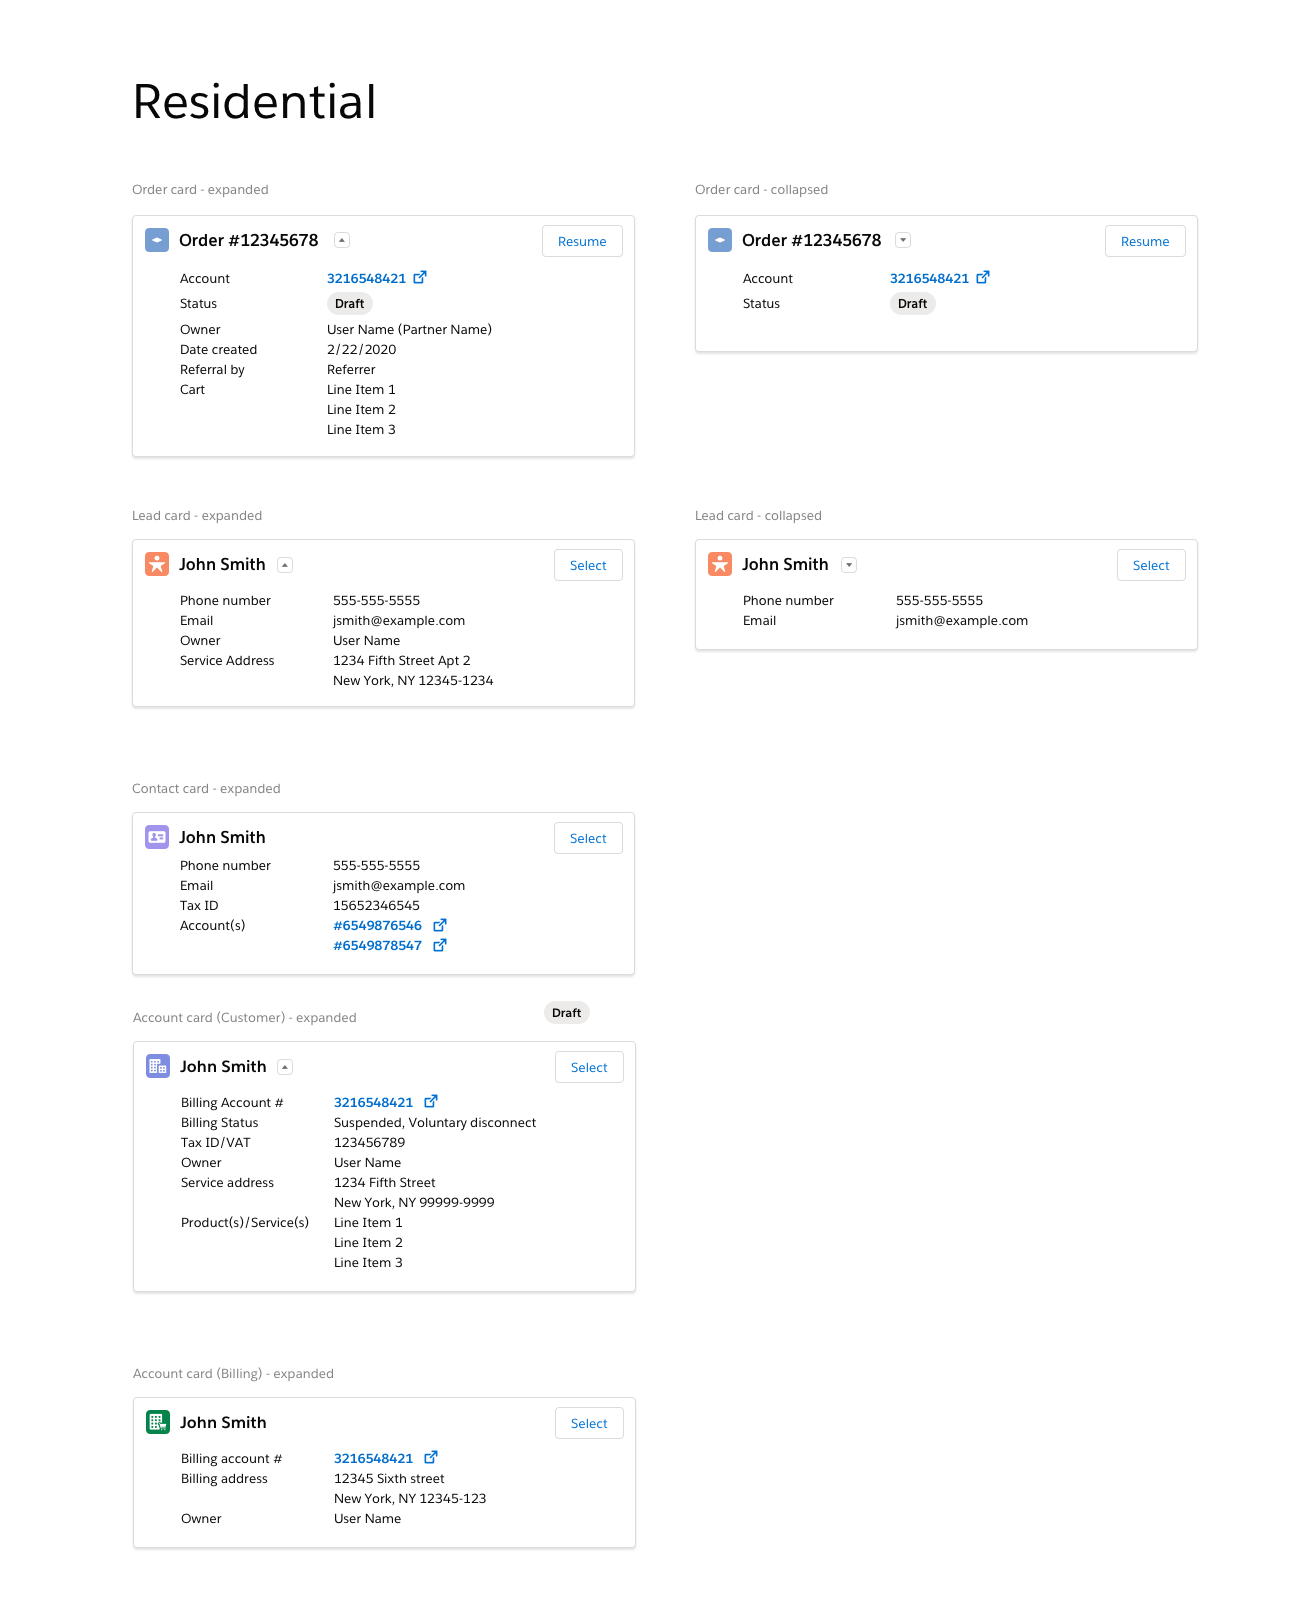 Residential
Order card - expanded
Order #12345678
Resume
Account 3216548421
Status Draft
Owner User Name (Partner Name)
Date created 2/22/2020
Referral by Referrer
Cart Line Item 1
Line Item 2
Line Item 3
Order card - collapsed
Order #12345678
Resume
Account 3216548421
Status Draft
Lead card - expanded
John Smith
Select
Phone number 555-555-5555
Email jsmith@example.com
Owner User Name
Service Address 1234 Fifth Street Apt 2
New York, NY 12345-1234
Lead card - collapsed
John Smith
Select
Phone number 555-555-5555
Email jsmith@example.com
Contact card - expanded
John Smith
Select
Phone number 555-555-5555
Email jsmith@example.com
Tax ID 15652346545
Account(s) #6549876546
#6549878547
Account card (Customer) - expanded
Draft
John Smith
Select
Billing Account # 3216548421
Billing Status Suspended, Voluntary disconnect
Tax ID/VAT 123456789
Owner User Name
Service address 1234 Fifth Street
New York, NY 99999-9999
Product(s)/Service(s) Line Item 1
Line Item 2
Line Item 3
Account card (Billing) - expanded
John Smith
Select
Billing account # 3216548421
Billing address 12345 Sixth street
New York, NY 12345-123
Owner User Name